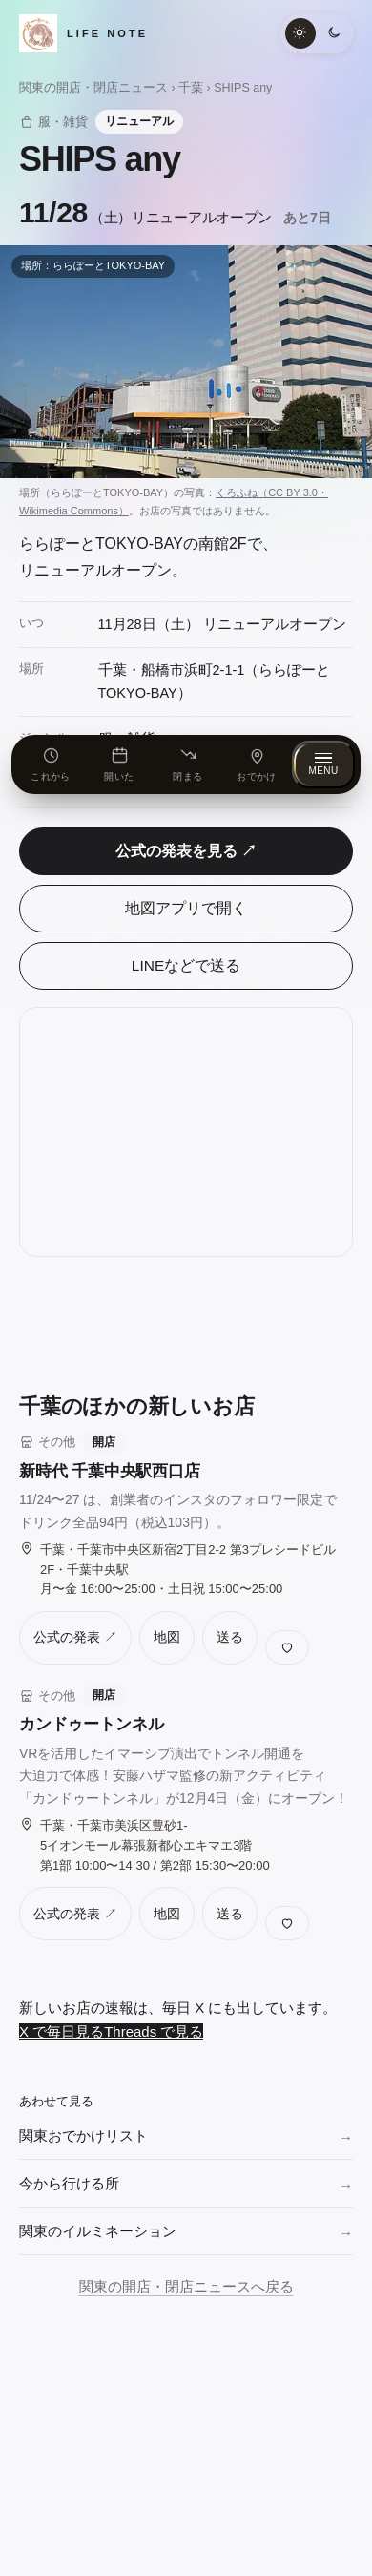 LIFE NOTE
関東の開店・閉店ニュース › 千葉 › SHIPS any
服・雑貨 リニューアル
SHIPS any
11/28（土）リニューアルオープン あと7日
場所：ららぽーとTOKYO-BAY
場所（ららぽーとTOKYO-BAY）の写真：くろふね（CC BY 3.0・
Wikimedia Commons）。お店の写真ではありません。
ららぽーとTOKYO-BAYの南館2Fで、
リニューアルオープン。
いつ 11月28日（土） リニューアルオープン
場所 千葉・船橋市浜町2-1-1（ららぽーと
TOKYO-BAY）
これから 開いた 閉まる おでかけ MENU
公式の発表を見る ↗
地図アプリで開く
LINEなどで送る
千葉のほかの新しいお店
その他 開店
新時代 千葉中央駅西口店
11/24〜27 は、創業者のインスタのフォロワー限定で
ドリンク全品94円（税込103円）。
千葉・千葉市中央区新宿2丁目2-2 第3プレシードビル
2F・千葉中央駅
月〜金 16:00〜25:00・土日祝 15:00〜25:00
公式の発表 ↗ 地図 送る
その他 開店
カンドゥートンネル
VRを活用したイマーシブ演出でトンネル開通を
大迫力で体感！安藤ハザマ監修の新アクティビティ
「カンドゥートンネル」が12月4日（金）にオープン！
千葉・千葉市美浜区豊砂1-
5イオンモール幕張新都心エキマエ3階
第1部 10:00〜14:30 / 第2部 15:30〜20:00
公式の発表 ↗ 地図 送る
新しいお店の速報は、毎日 X にも出しています。
X で毎日見るThreads で見る
あわせて見る
関東おでかけリスト →
今から行ける所 →
関東のイルミネーション →
関東の開店・閉店ニュースへ戻る